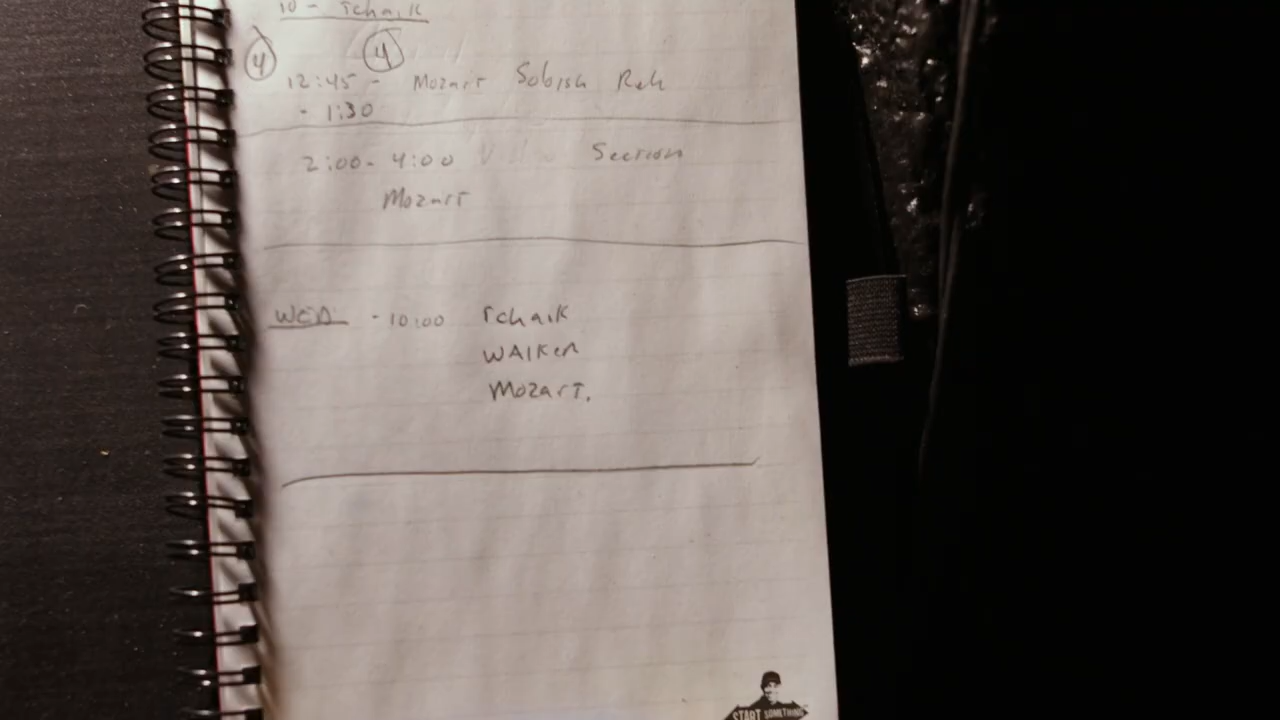 10 - Tchaik
4 4
12:45 - Mozart Soloish Reh
- 1:30
2:00 - 4:00 Section
Mozart
WED - 10:00 Tchaik
WALKER
Mozart.
START SOMETHING